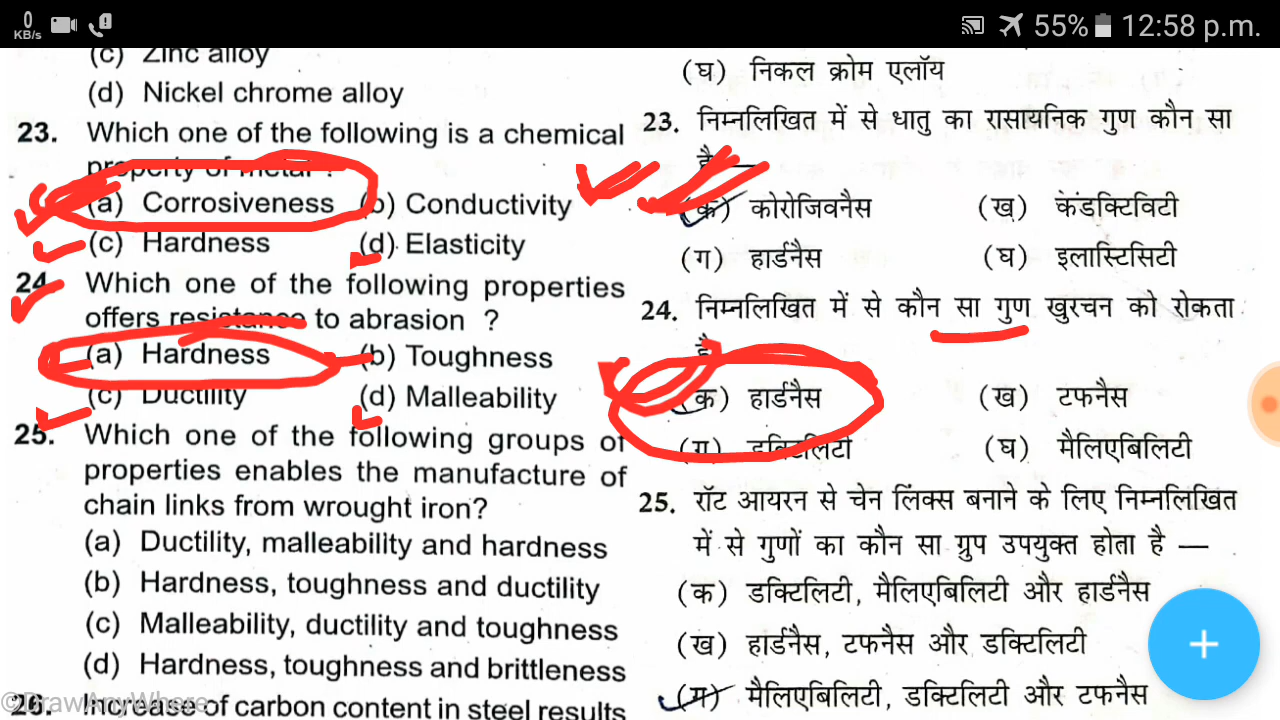 0
KB/s
55% 12:58 p.m.
(c) Zinc alloy
(d) Nickel chrome alloy
23. Which one of the following is a chemical
property of metal ?
(a) Corrosiveness (b) Conductivity
(c) Hardness (d) Elasticity
24. Which one of the following properties
offers resistance to abrasion ?
(a) Hardness (b) Toughness
(c) Ductility (d) Malleability
25. Which one of the following groups of
properties enables the manufacture of
chain links from wrought iron?
(a) Ductility, malleability and hardness
(b) Hardness, toughness and ductility
(c) Malleability, ductility and toughness
(d) Hardness, toughness and brittleness
26. Increase of carbon content in steel results
(घ) निकल क्रोम एलॉय
23. निम्नलिखित में से धातु का रासायनिक गुण कौन सा
है —
(क) कोरोजिवनैस (ख) केंडक्टिविटी
(ग) हार्डनैस (घ) इलास्टिसिटी
24. निम्नलिखित में से कौन सा गुण खुरचन को रोकता
है
(क) हार्डनैस (ख) टफनैस
(ग) डक्टिलिटी (घ) मैलिएबिलिटी
25. रॉट आयरन से चेन लिंक्स बनाने के लिए निम्नलिखित
में से गुणों का कौन सा ग्रुप उपयुक्त होता है —
(क) डक्टिलिटी, मैलिएबिलिटी और हार्डनैस
(ख) हार्डनैस, टफनैस और डक्टिलिटी
(ग) मैलिएबिलिटी, डक्टिलिटी और टफनैस
©DrawAnyWhere